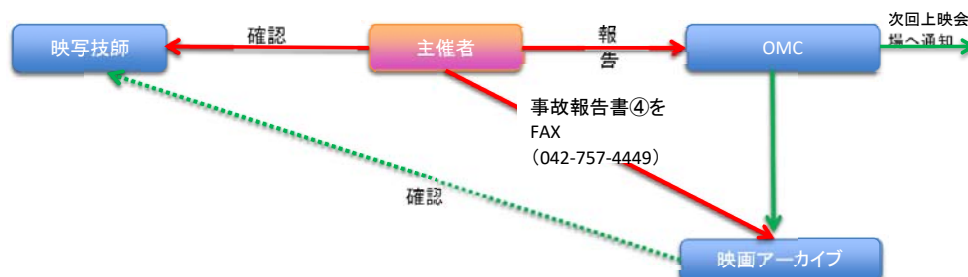 映写技師
確認
主催者
報
告
OMC
次回上映会
場へ通知
事故報告書④を
FAX
（042-757-4449）
確認
映画アーカイブ